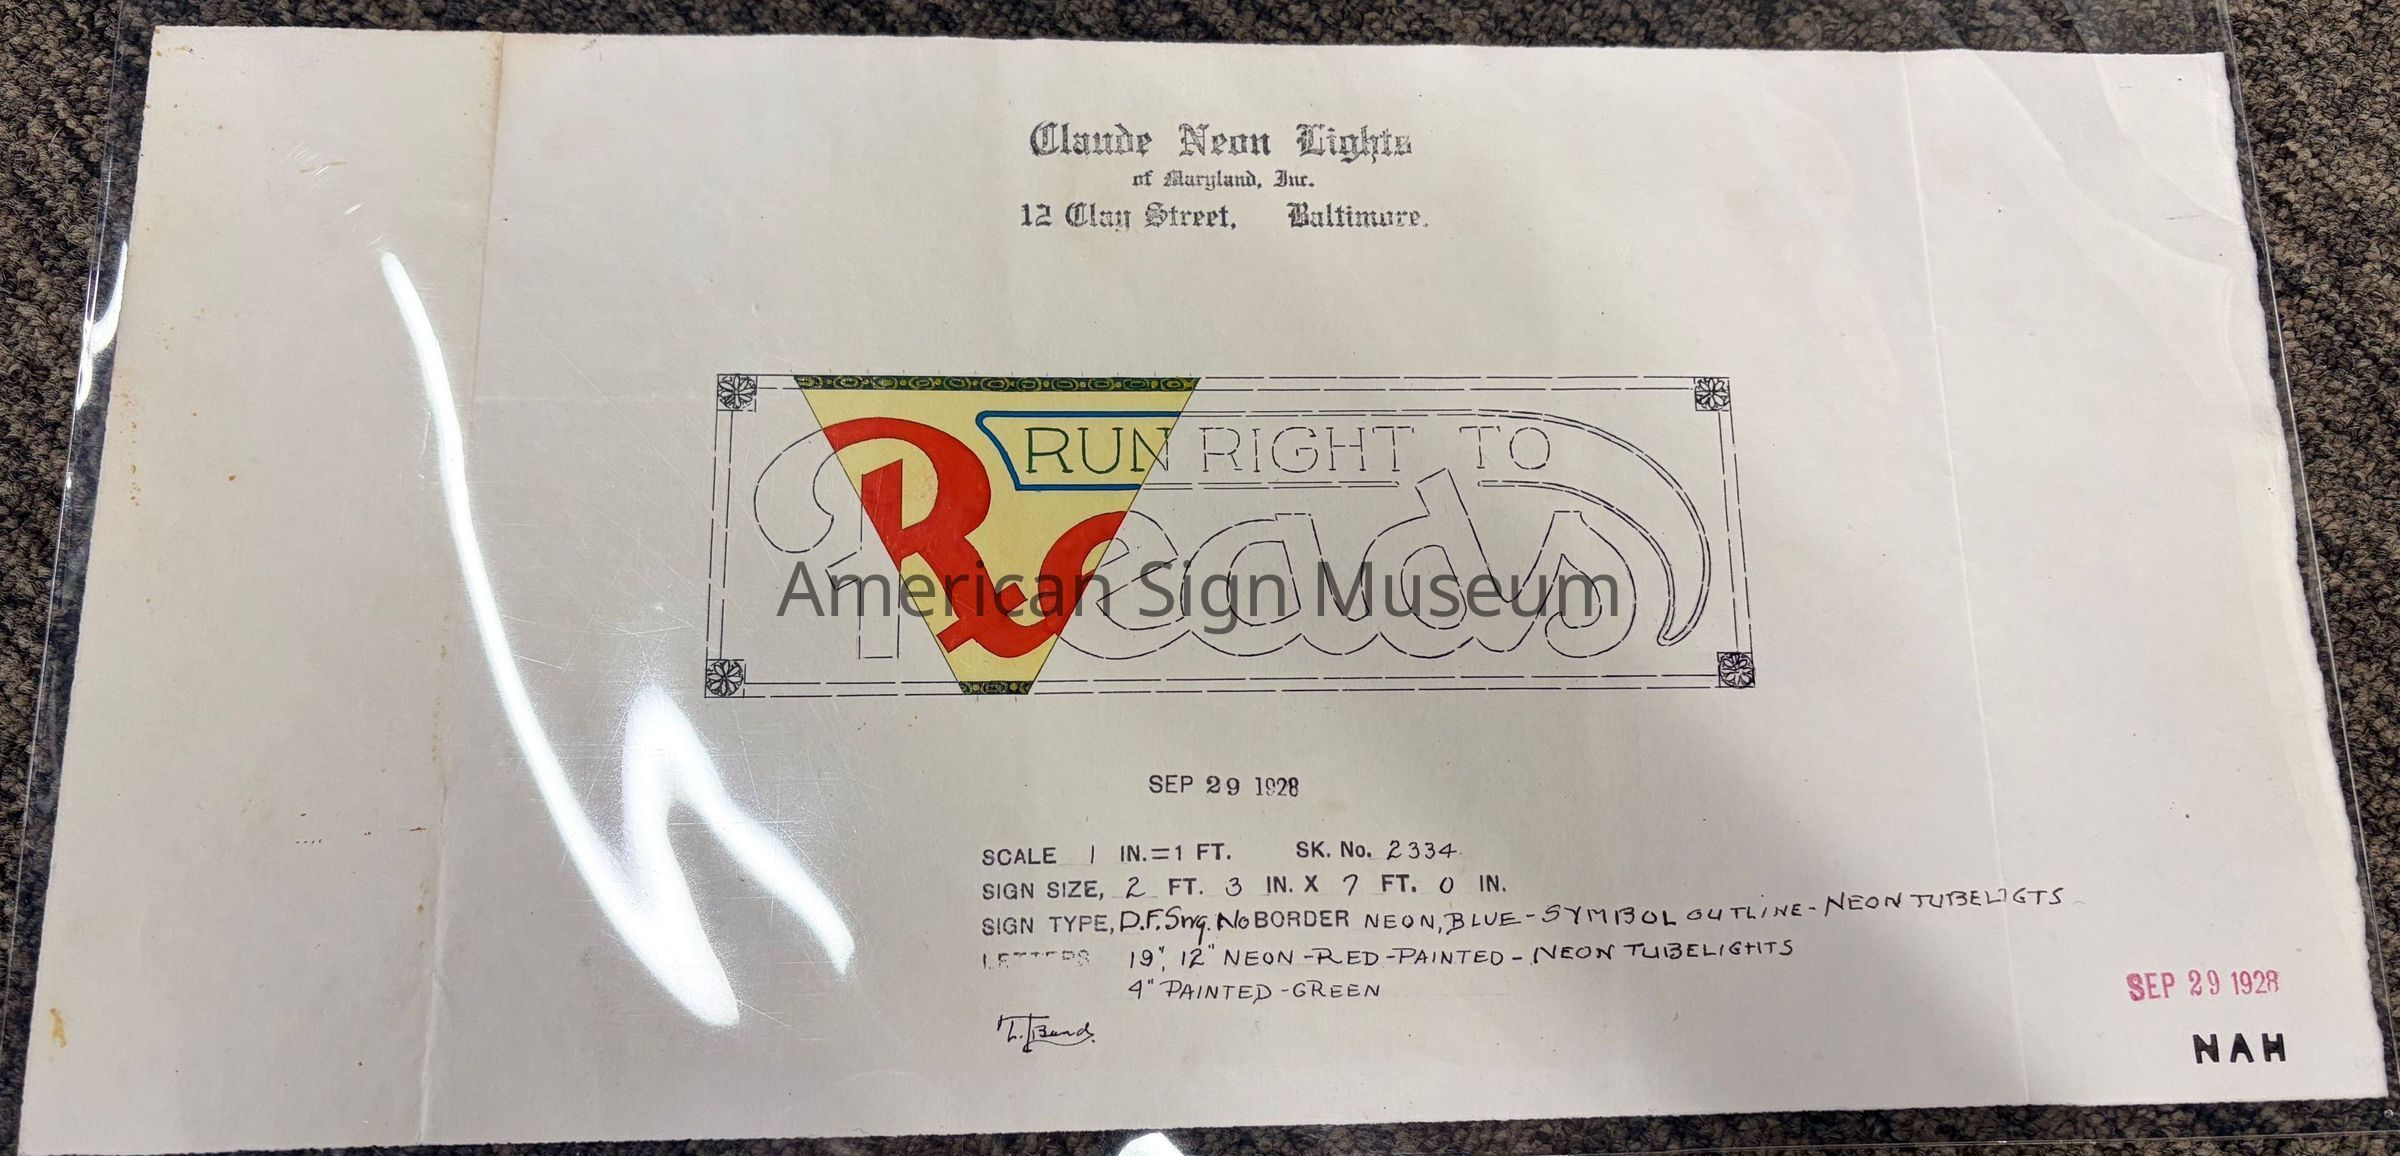 Claude Neon Lights
of Maryland, Inc.
12 Clay Street, Baltimore.
RUN RIGHT TO
Reads
American Sign Museum
SEP 29 1928
SCALE 1 IN.=1 FT. SK. No. 2334
SIGN SIZE, 2 FT. 3 IN. X 7 FT. 0 IN.
SIGN TYPE, D.F. Sng. No BORDER NEON, BLUE-SYMBOL OUTLINE-NEON TUBELIGTS
LETTERS 19", 12" NEON-RED-PAINTED-NEON TUBELIGHTS
4" PAINTED-GREEN
SEP 29 1928
NAH